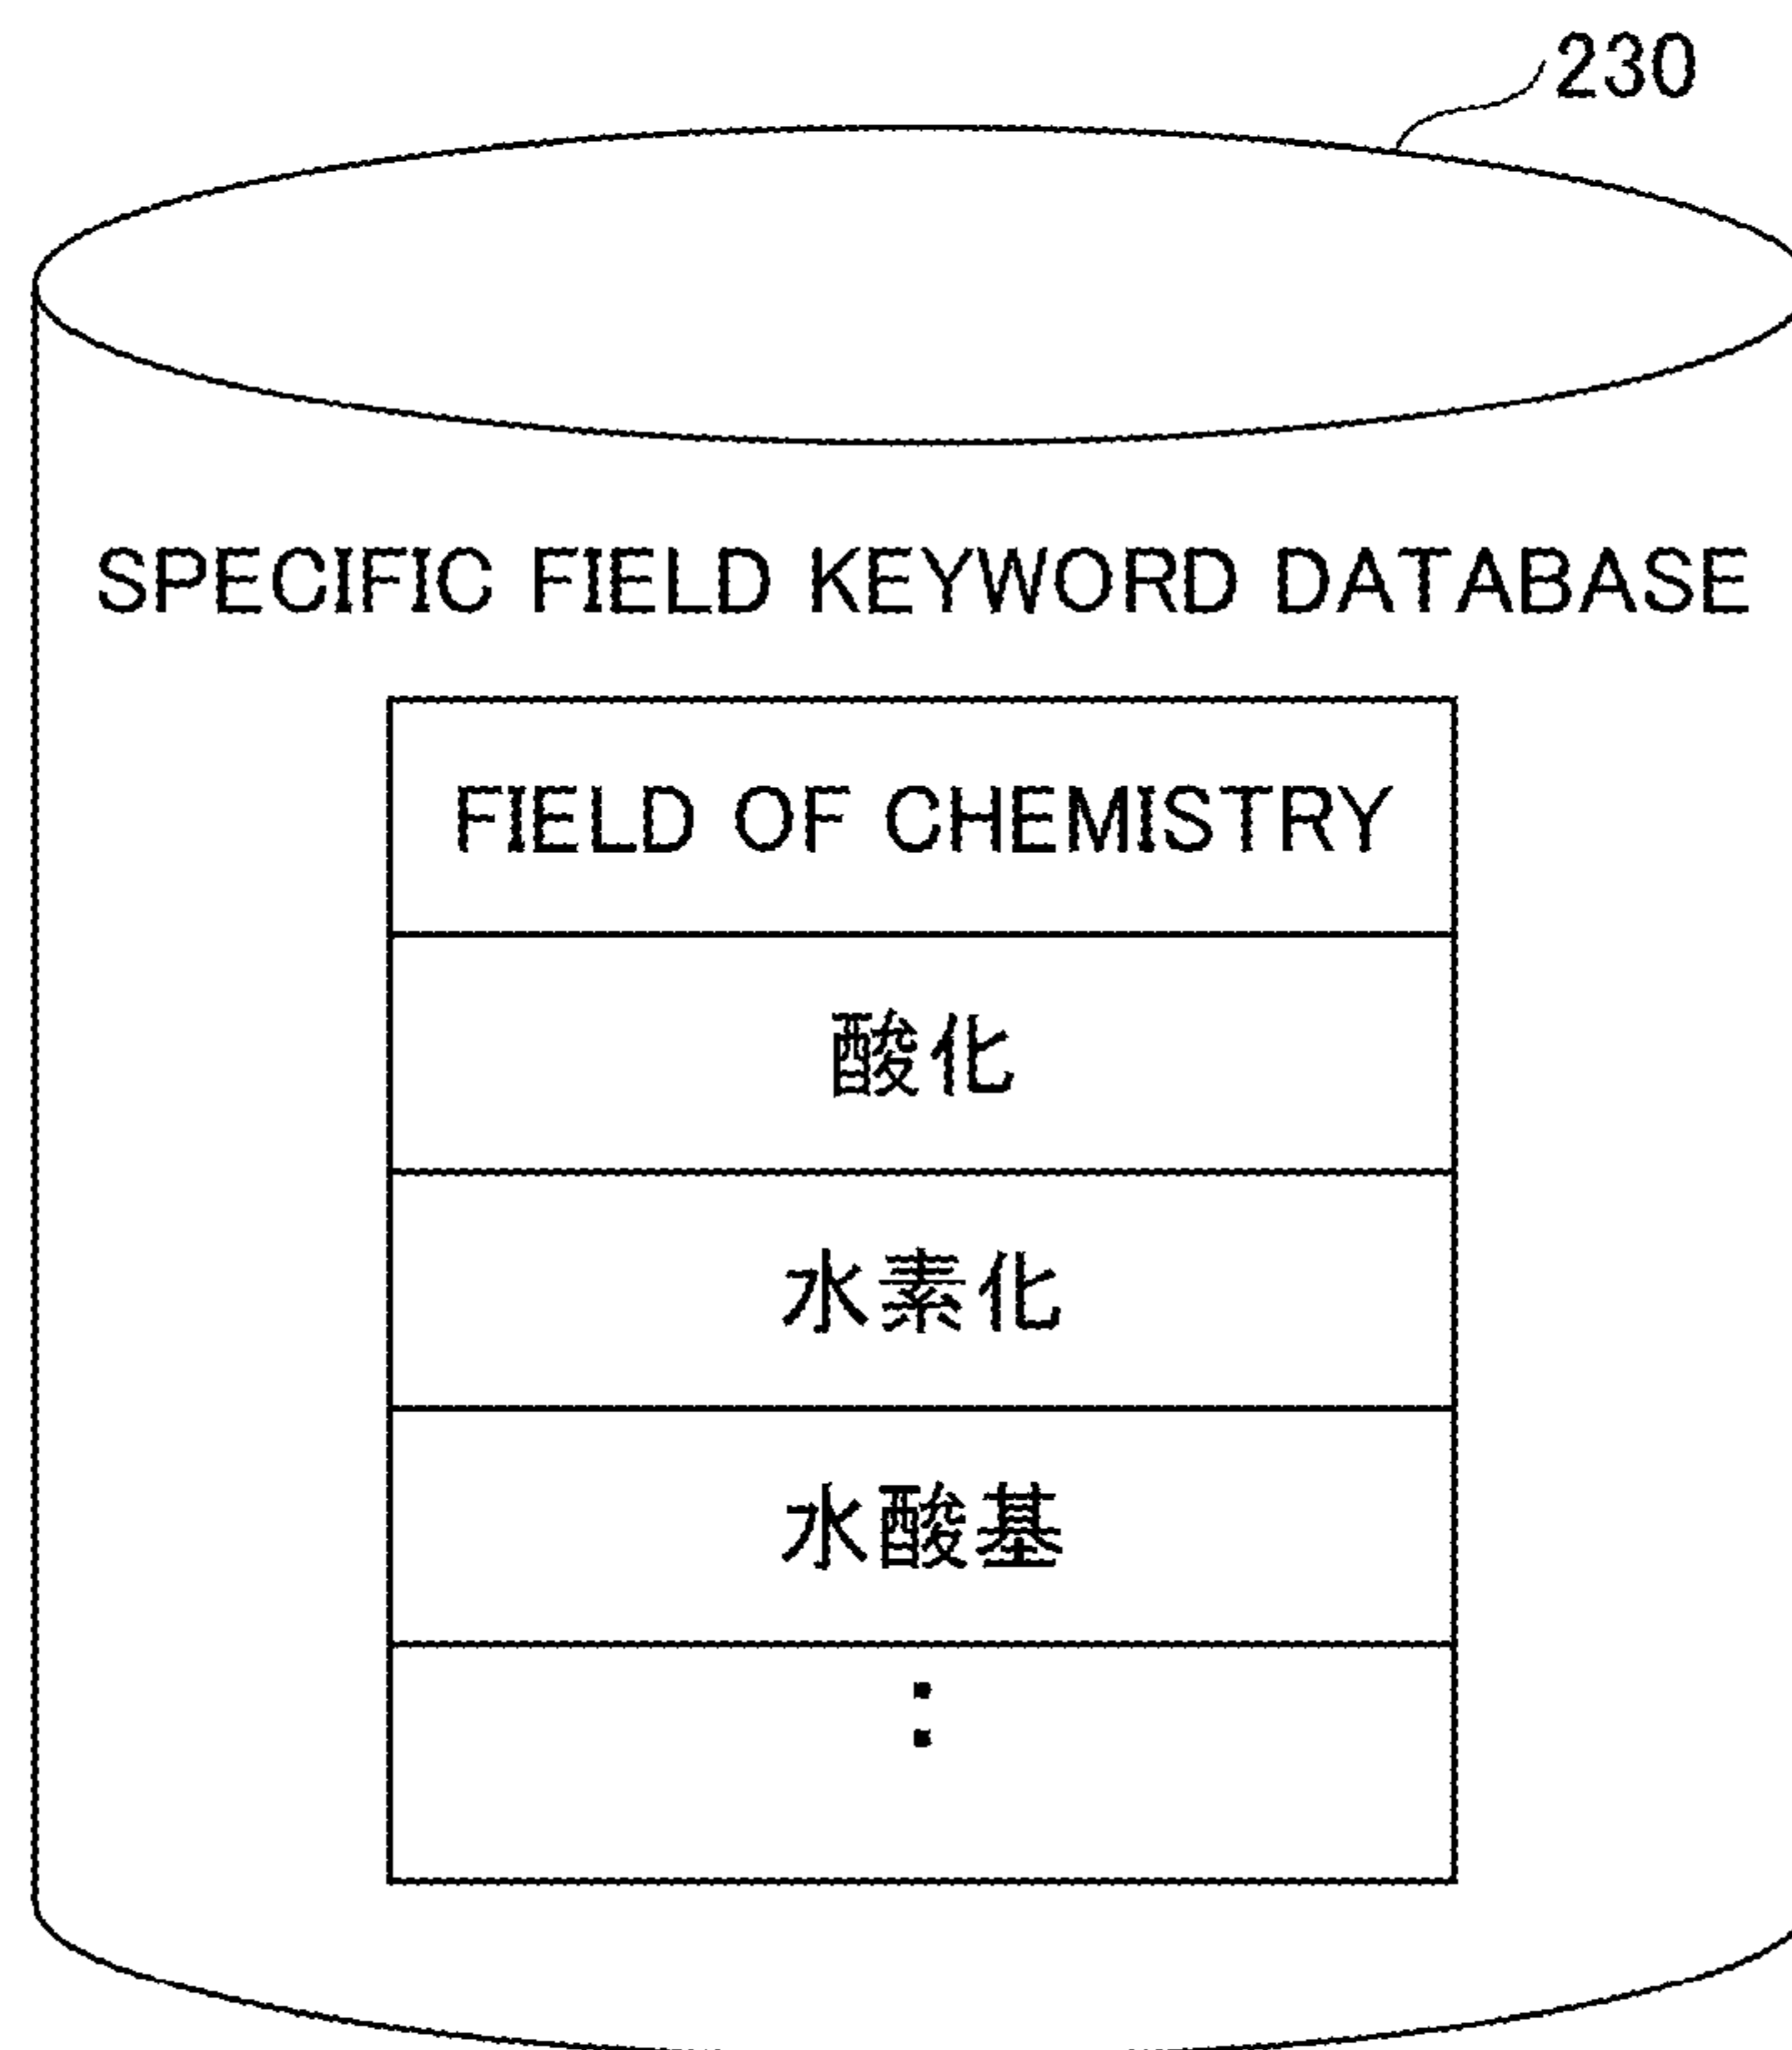 230
SPECIFIC FIELD KEYWORD DATABASE
FIELD OF CHEMISTRY
酸化
水素化
水酸基
: